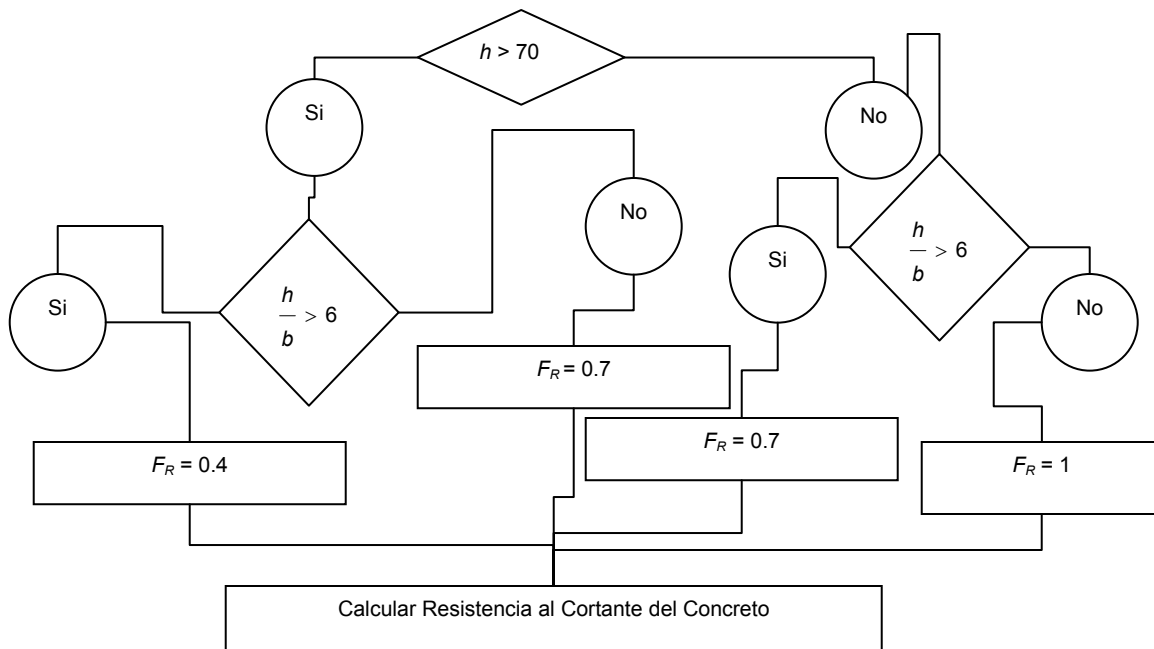 h > 70
Si
No
No
h
b > 6
Si
h
b > 6
Si
No
F_R = 0.7
F_R = 0.7
F_R = 0.4
F_R = 1
Calcular Resistencia al Cortante del Concreto